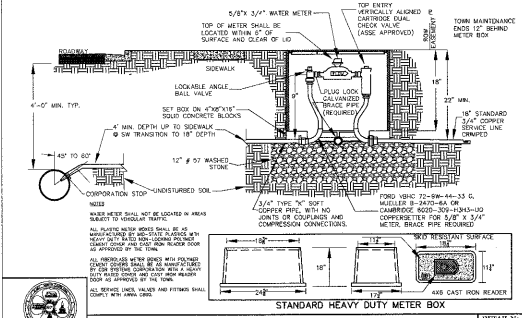 5/8"X 3/4" WATER METER
TOP OF METER SHALL BE
LOCATED WITHIN 6" OF
SURFACE AND CLEAR OF LID
TOP ENTRY
VERTICALLY ALIGNED
CARTRIDGE DUAL
CHECK VALVE
(ASSE APPROVED)
ROW
EASEMENT
TOWN MAINTENANCE
ENDS 12" BEHIND
METER BOX
ROADWAY
SIDEWALK
LOCKABLE ANGLE
BALL VALVE
PLUG LOCK
GALVANIZED
BRACE PIPE
(REQUIRED)
9"
18"
22" MIN.
4'-0" MIN. TYP.
SET BOX ON 4"X8"X16"
SOLID CONCRETE BLOCKS
18" STANDARD
3/4" COPPER
SERVICE LINE
CRIMPED
4' MIN. DEPTH UP TO SIDEWALK
@ SW TRANSITION TO 18" DEPTH
45° TO 60°
12" # 57 WASHED
STONE
UNDISTURBED SOIL
CORPORATION STOP
3/4" TYPE "K" SOFT
COPPER PIPE, WITH NO
JOINTS OR COUPLINGS AND
COMPRESSION CONNECTIONS.
FORD VBHC 72-9W-44-33 G,
MUELLER B-2470-6A OR
CAMBRIDGE 6020-309-H3H3-UQ
COPPERSETTER FOR 5/8" X 3/4"
METER. BRACE PIPE REQUIRED
NOTES
WATER METER SHALL NOT BE LOCATED IN AREAS
SUBJECT TO VEHICULAR TRAFFIC.
ALL PLASTIC METER BOXES SHALL BE AS
MANUFACTURED BY MID-STATE PLASTICS WITH
HEAVY DUTY RATED NON-LOCKING POLYMER
CEMENT COVER AND CAST IRON READER DOOR
AS APPROVED BY THE TOWN.
ALL FIBERGLASS METER BOXES WITH POLYMER
CEMENT COVERS SHALL BE AS MANUFACTURED
BY CDR SYSTEMS CORPORATION WITH A HEAVY
DUTY RATED COVER AND CAST IRON READER
DOOR AS APPROVED BY THE TOWN.
ALL SERVICE LINES, VALVES AND FITTINGS SHALL
COMPLY WITH AWWA C800.
SKID RESISTANT SURFACE
18"
4X6 CAST IRON READER
STANDARD HEAVY DUTY METER BOX